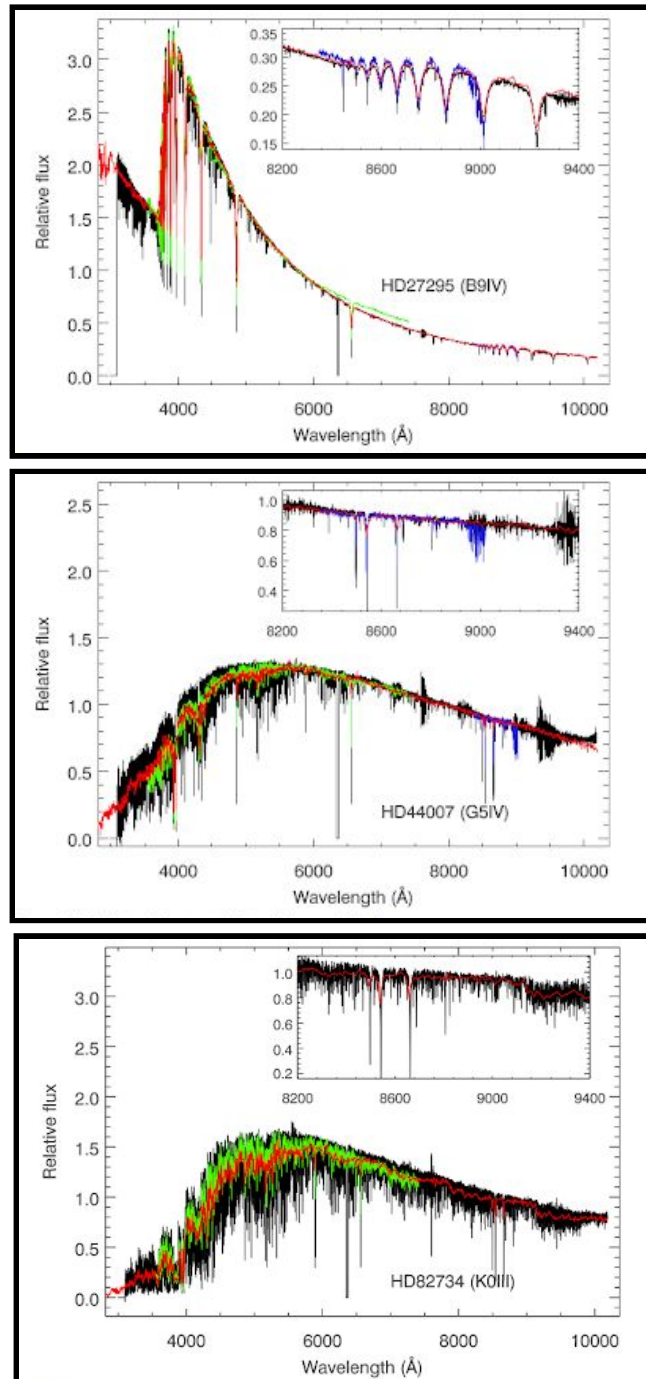 3.0
2.5
2.0
1.5
1.0
0.5
0.0
Relative flux
0.35
0.30
0.25
0.20
0.15
8200 8600 9000 9400
HD27295 (B9IV)
4000 6000 8000 10000
Wavelength (Å)
2.5
2.0
1.5
1.0
0.5
0.0
Relative flux
1.0
0.8
0.6
0.4
8200 8600 9000 9400
HD44007 (G5IV)
4000 6000 8000 10000
Wavelength (Å)
3.0
2.5
2.0
1.5
1.0
0.5
0.0
Relative flux
1.0
0.8
0.6
0.4
0.2
8200 8600 9000 9400
HD82734 (K0III)
4000 6000 8000 10000
Wavelength (Å)